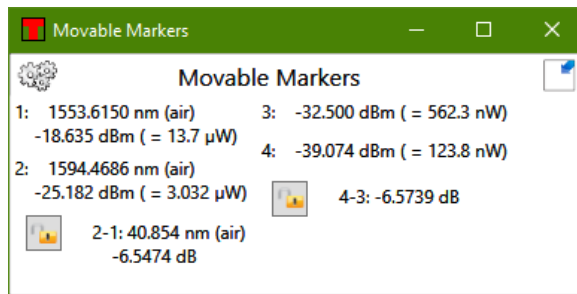 Movable Markers
Movable Markers
1: 1553.6150 nm (air)
-18.635 dBm ( = 13.7 µW)
2: 1594.4686 nm (air)
-25.182 dBm ( = 3.032 µW)
2-1: 40.854 nm (air)
-6.5474 dB
3: -32.500 dBm ( = 562.3 nW)
4: -39.074 dBm ( = 123.8 nW)
4-3: -6.5739 dB